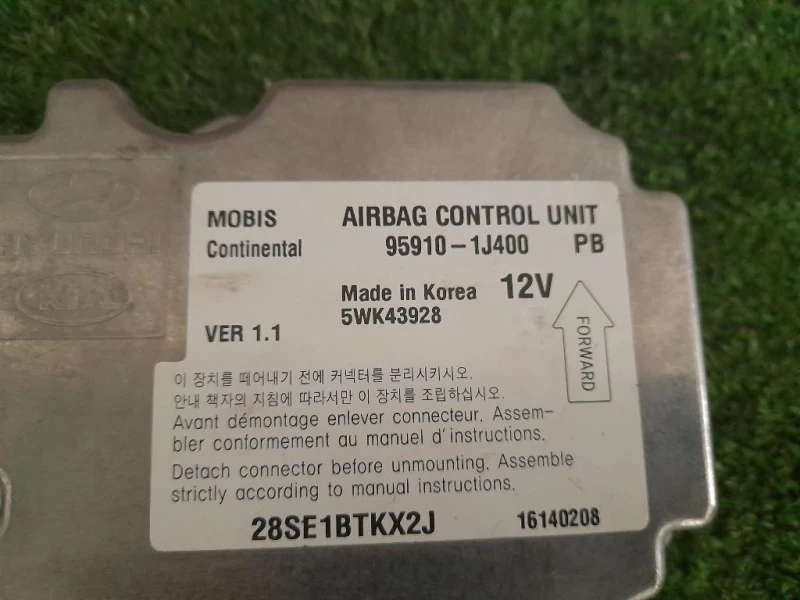 MOBIS AIRBAG CONTROL UNIT
Continental 95910-1J400 PB
Made in Korea 12V
5WK43928
VER 1.1
FORWARD
이 장치를 떼어내기 전에 커넥터를 분리시키시오.
안내 책자의 지침에 따라서만 이 장치를 조립하십시오.
Avant démontage enlever connecteur. Assem-
bler conformement au manuel d'instructions.
Detach connector before unmounting. Assemble
strictly according to manual instructions.
28SE1BTKX2J 16140208
KIA